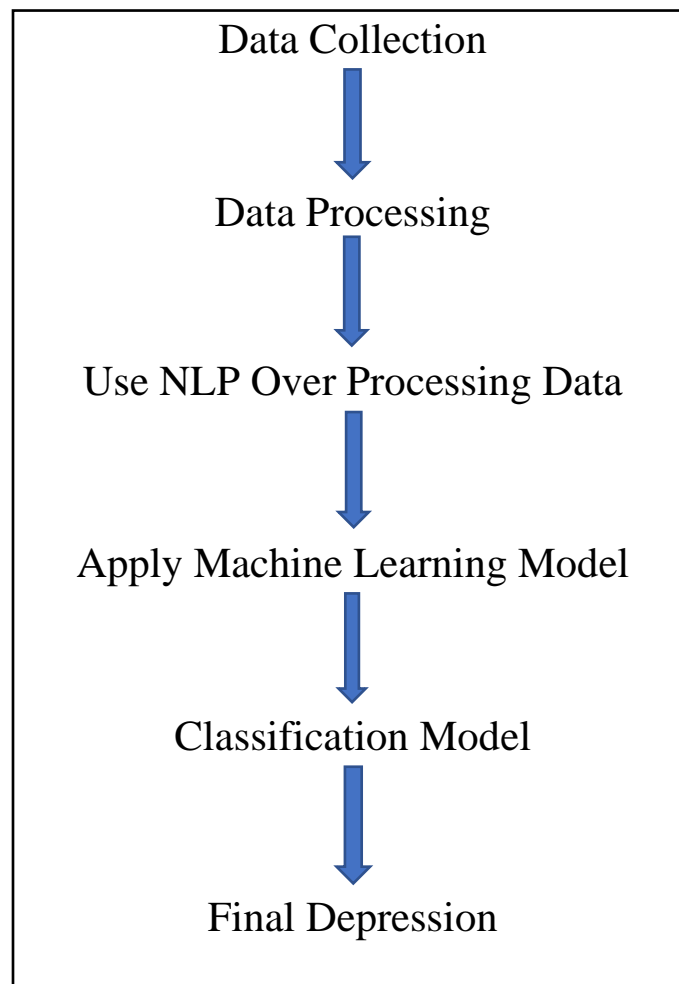 Data Collection
Data Processing
Use NLP Over Processing Data
Apply Machine Learning Model
Classification Model
Final Depression